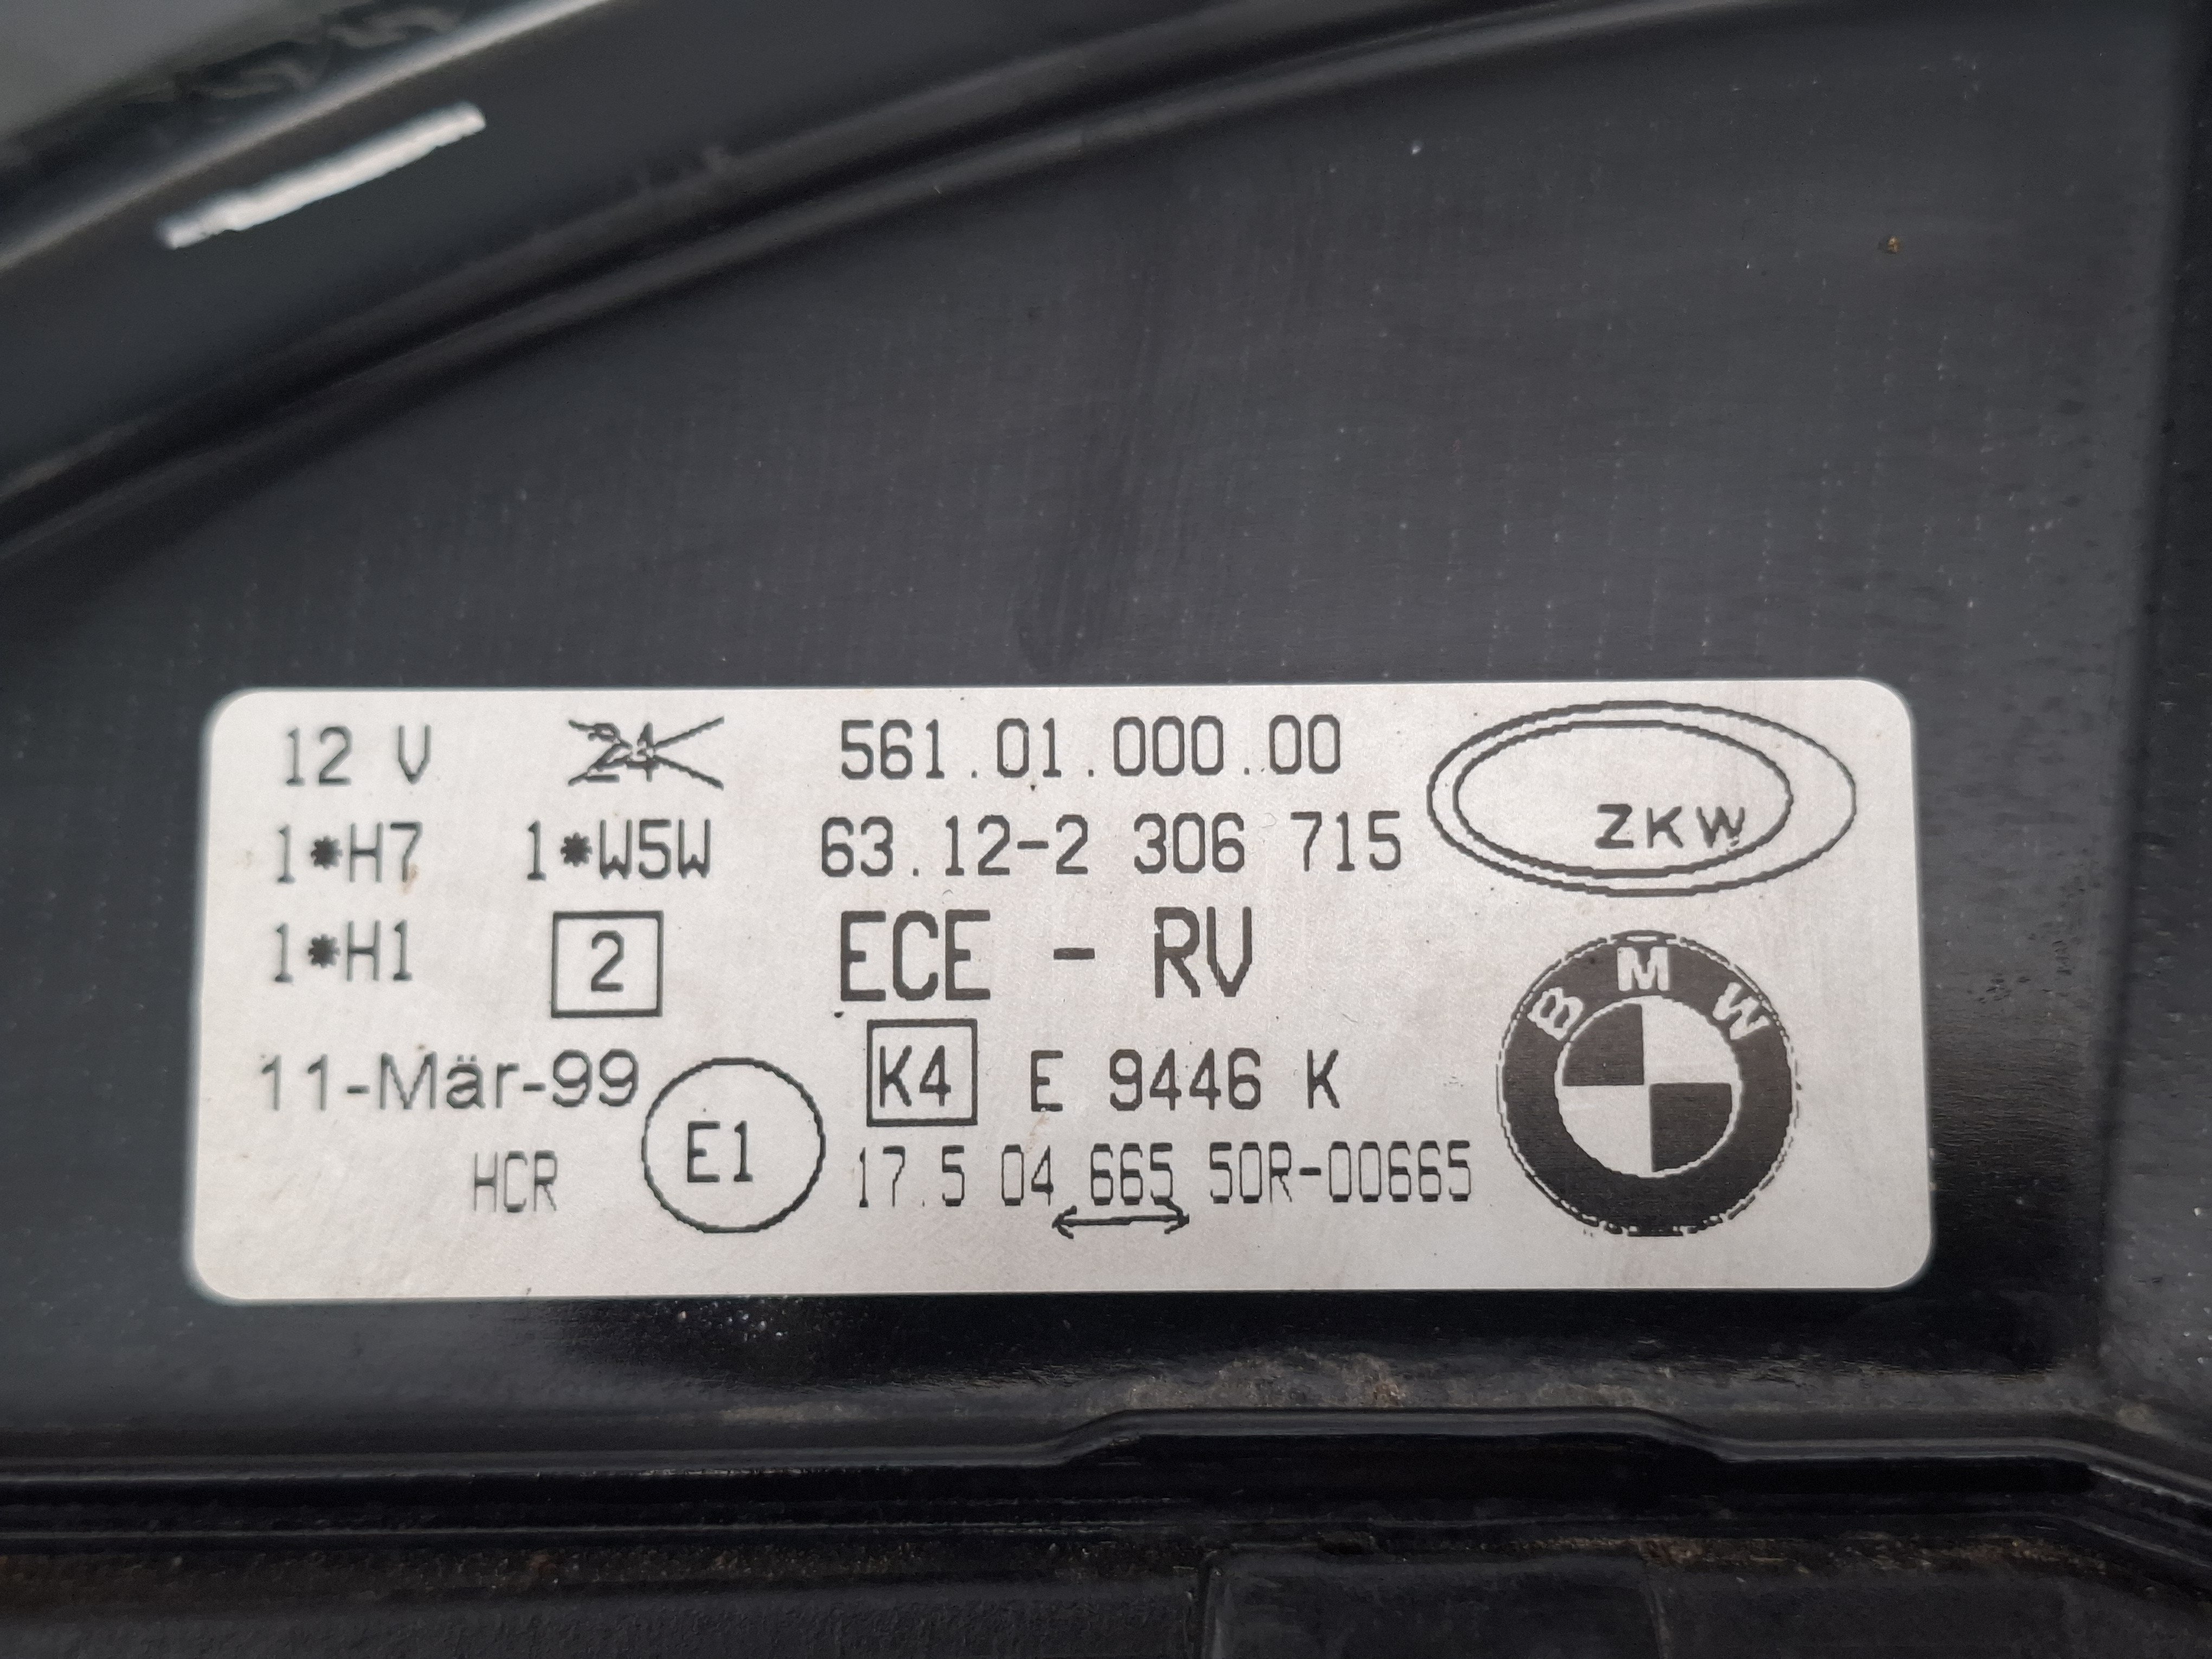 12 V 24 561.01.000.00
ZKW
1*H7 1*W5W 63.12-2 306 715
1*H1 2 ECE - RV
BMW
11-Mär-99 K4 E 9446 K
HCR E1 17.5 04 665 50R-00665